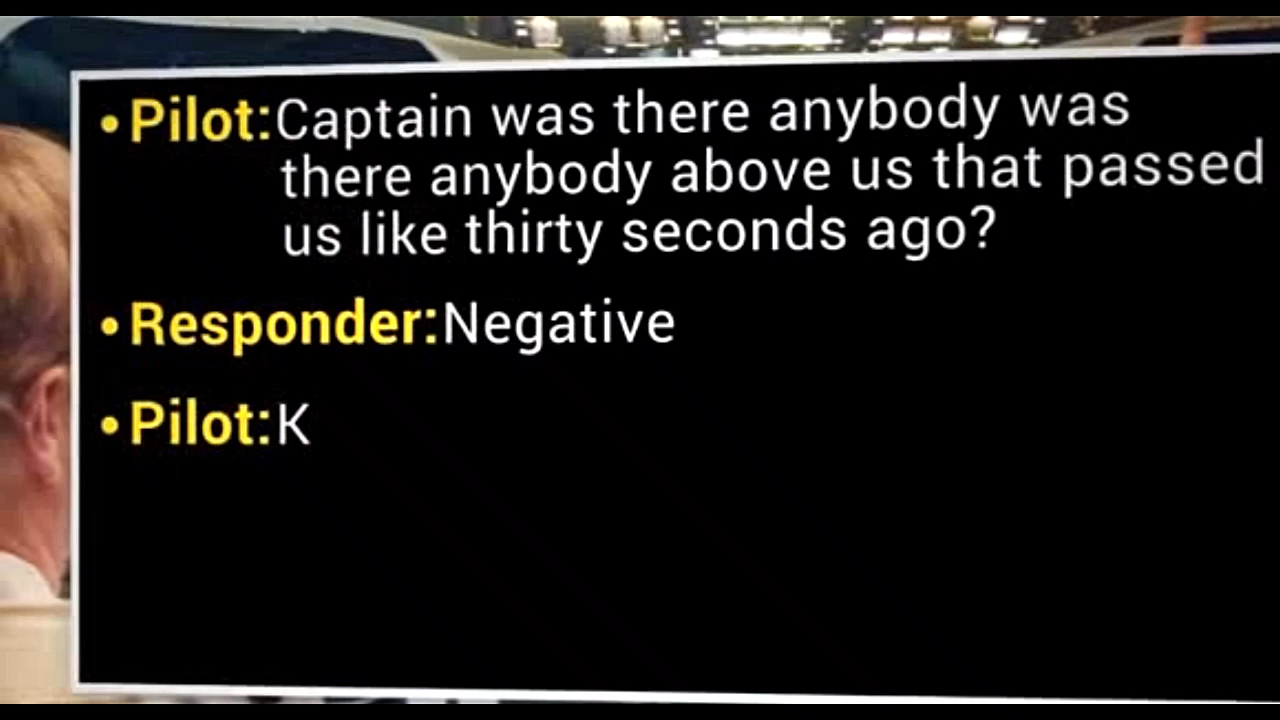 •Pilot:Captain was there anybody was
there anybody above us that passed
us like thirty seconds ago?
•Responder:Negative
•Pilot:K